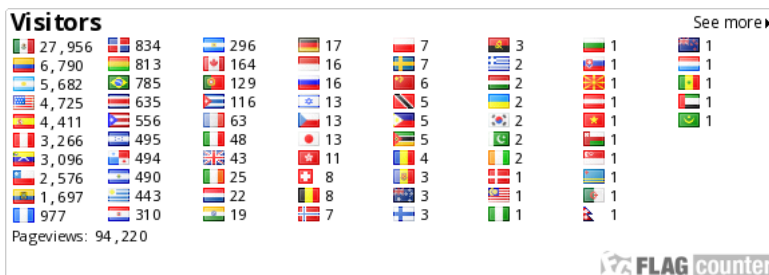 Visitors See more
27,956 834 296 17 7 3 1 1
6,790 813 164 16 7 2 1 1
5,682 785 129 16 6 2 1 1
4,725 635 116 13 5 2 1 1
4,411 556 63 13 5 2 1 1
3,266 495 48 13 5 2 1
3,096 494 43 11 4 2 1
2,576 490 25 8 3 1 1
1,697 443 22 8 3 1 1
977 310 19 7 3 1 1
Pageviews: 94,220
FLAG counter